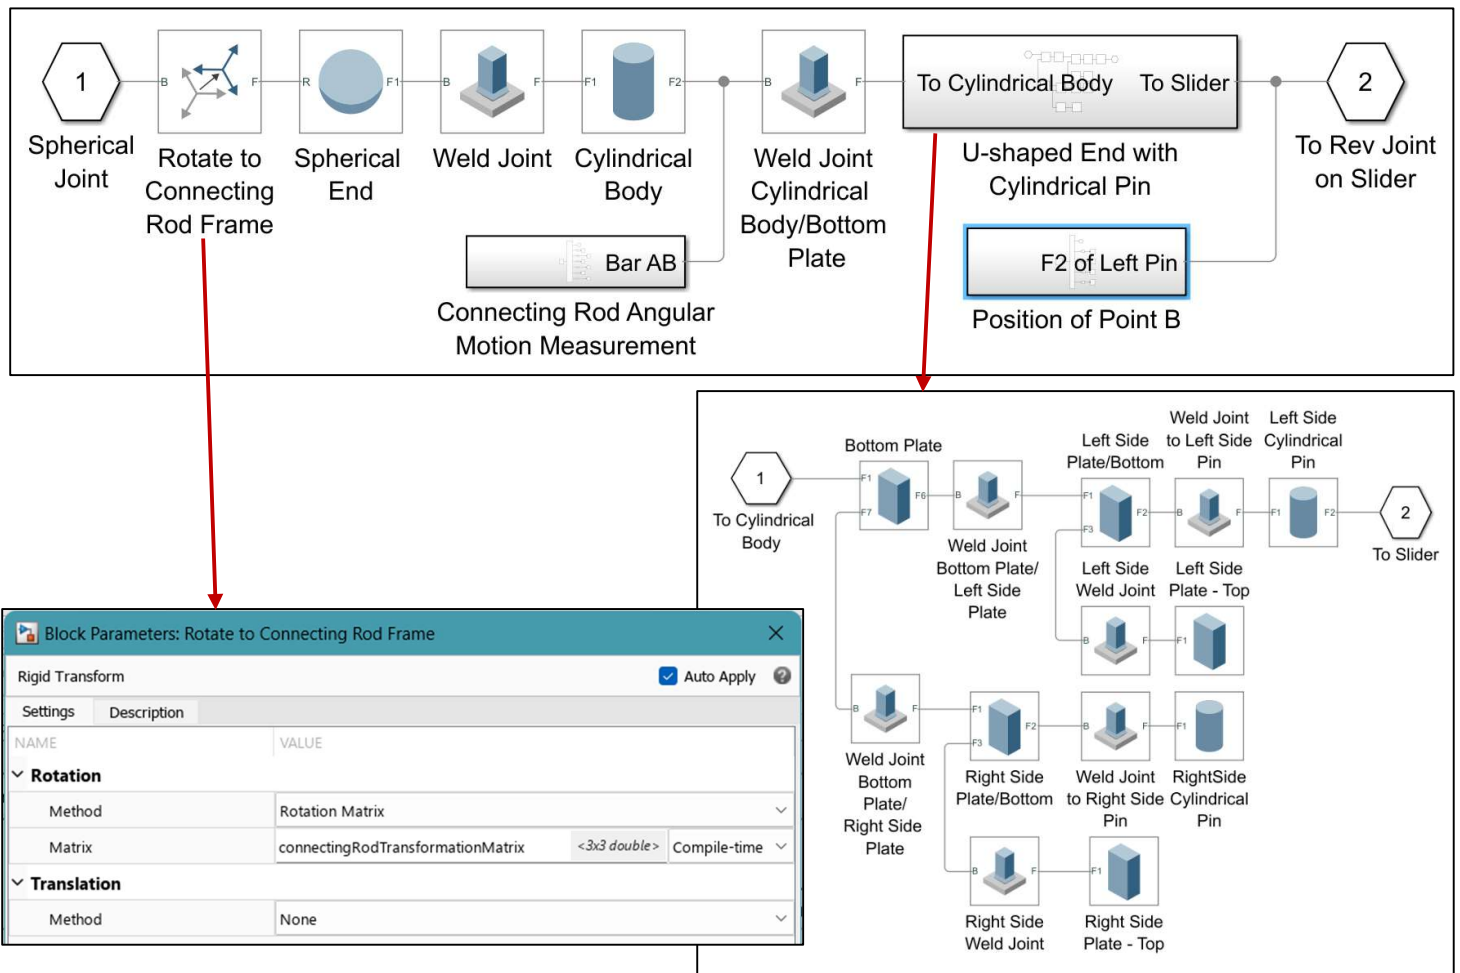 1
Spherical
Joint
B
F
Rotate to
Connecting
Rod Frame
R
F1
Spherical
End
B
F
Weld Joint
F1
F2
Cylindrical
Body
B
F
Weld Joint
Cylindrical
Body/Bottom
Plate
To Cylindrical Body
To Slider
U-shaped End with
Cylindrical Pin
2
To Rev Joint
on Slider
Bar AB
Connecting Rod Angular
Motion Measurement
F2 of Left Pin
Position of Point B
1
To Cylindrical
Body
Bottom Plate
F1
F6
F7
B
F
Weld Joint
Bottom Plate/
Left Side
Plate
Left Side
Plate/Bottom
F1
F2
F3
Weld Joint
to Left Side
Pin
B
F
Left Side
Cylindrical
Pin
F1
F2
2
To Slider
Left Side
Weld Joint
B
F
Left Side
Plate - Top
F1
B
F
Weld Joint
Bottom
Plate/
Right Side
Plate
F1
F2
F3
Right Side
Plate/Bottom
B
F
Weld Joint
to Right Side
Pin
F1
RightSide
Cylindrical
Pin
B
F
Right Side
Weld Joint
F1
Right Side
Plate - Top
Block Parameters: Rotate to Connecting Rod Frame
Rigid Transform
Auto Apply
Settings
Description
NAME
VALUE
Rotation
Method
Rotation Matrix
Matrix
connectingRodTransformationMatrix
<3x3 double>
Compile-time
Translation
Method
None